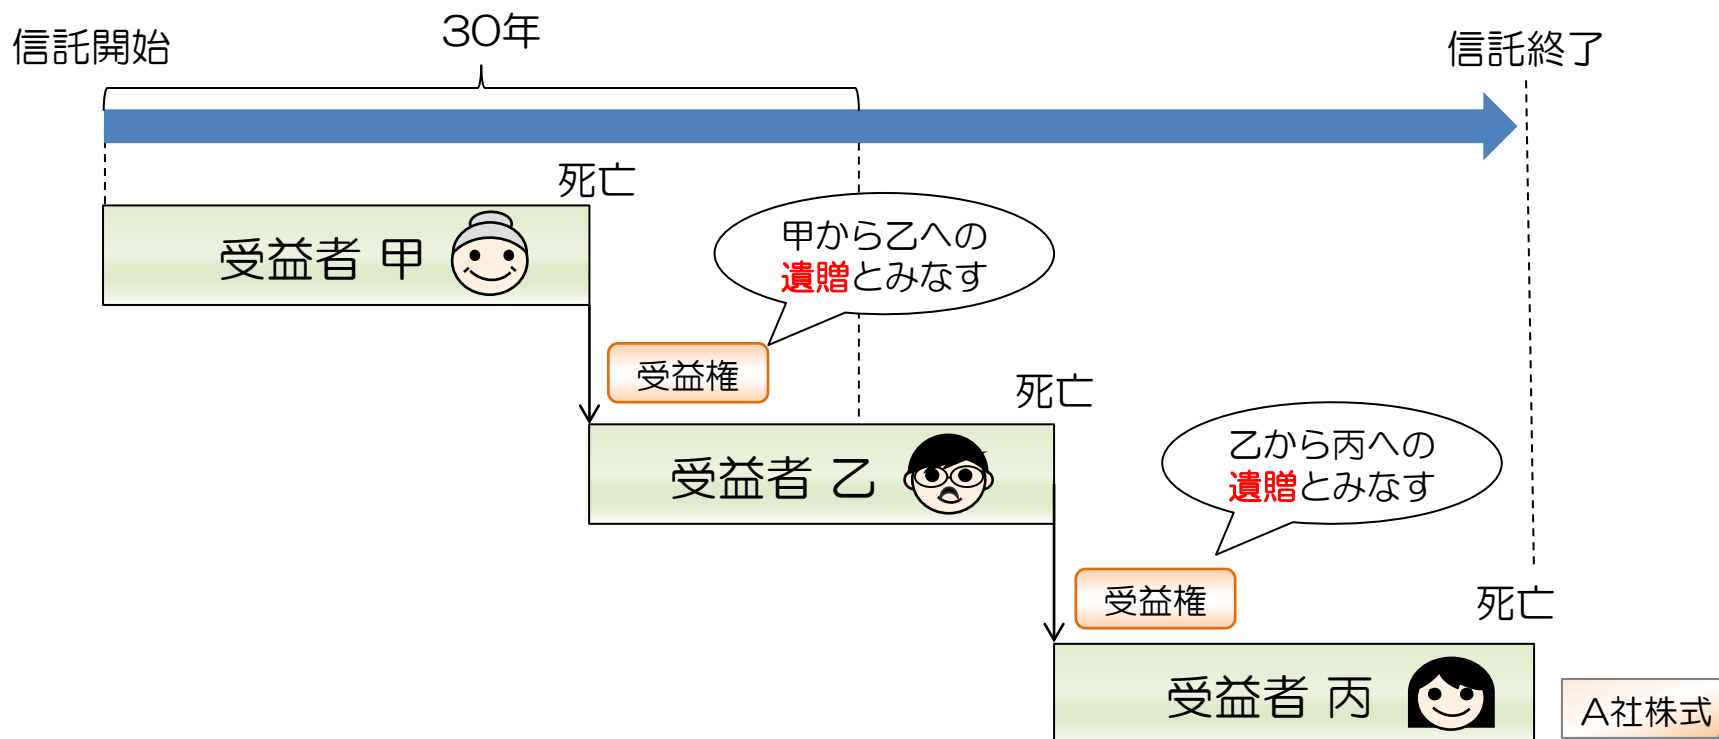 信託開始
30年
信託終了
死亡
受益者 甲
甲から乙への
遺贈とみなす
受益権
死亡
受益者 乙
乙から丙への
遺贈とみなす
受益権
死亡
受益者 丙
A社株式